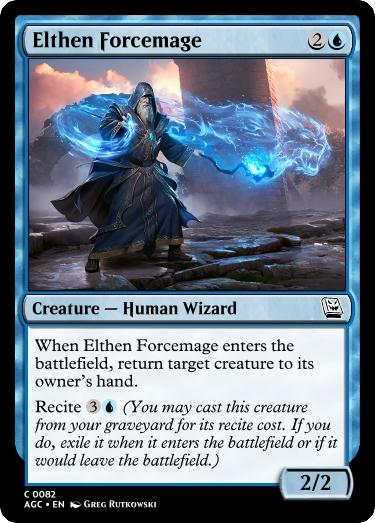 Elthen Forcemage 2
Creature — Human Wizard
When Elthen Forcemage enters the
battlefield, return target creature to its
owner's hand.
Recite 3 (You may cast this creature
from your graveyard for its recite cost. If you
do, exile it when it enters the battlefield or if it
would leave the battlefield.)
2/2
C 0082
AGC • EN Greg Rutkowski